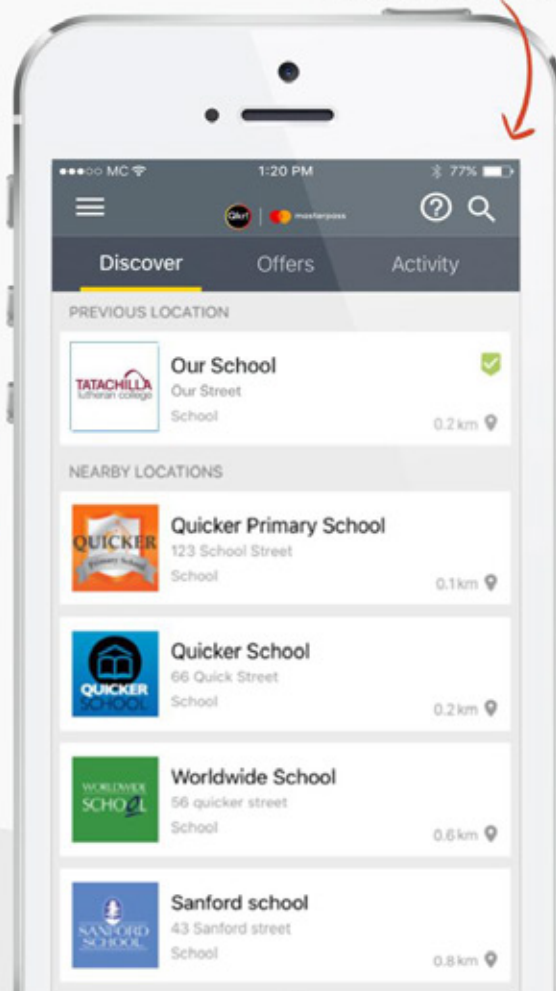 MC
1:20 PM
77%
Qkr!
masterpass
Discover
Offers
Activity
PREVIOUS LOCATION
TATACHILLA
lutheran college
Our School
Our Street
School
0.2 km
NEARBY LOCATIONS
QUICKER
Primary School
Quicker Primary School
123 School Street
School
0.1 km
QUICKER
SCHOOL
Quicker School
66 Quick Street
School
0.2 km
WORLDWIDE
SCHOOL
Worldwide School
56 quicker street
School
0.6 km
SANFORD
SCHOOL
Sanford school
43 Sanford street
School
0.8 km